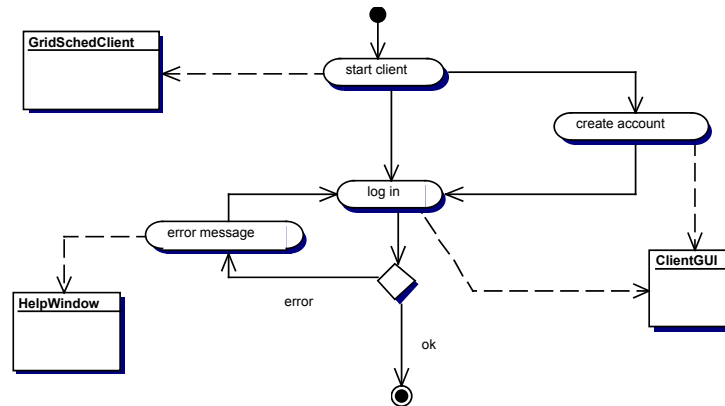 GridSchedClient
start client
create account
log in
error message
ClientGUI
HelpWindow
error
ok